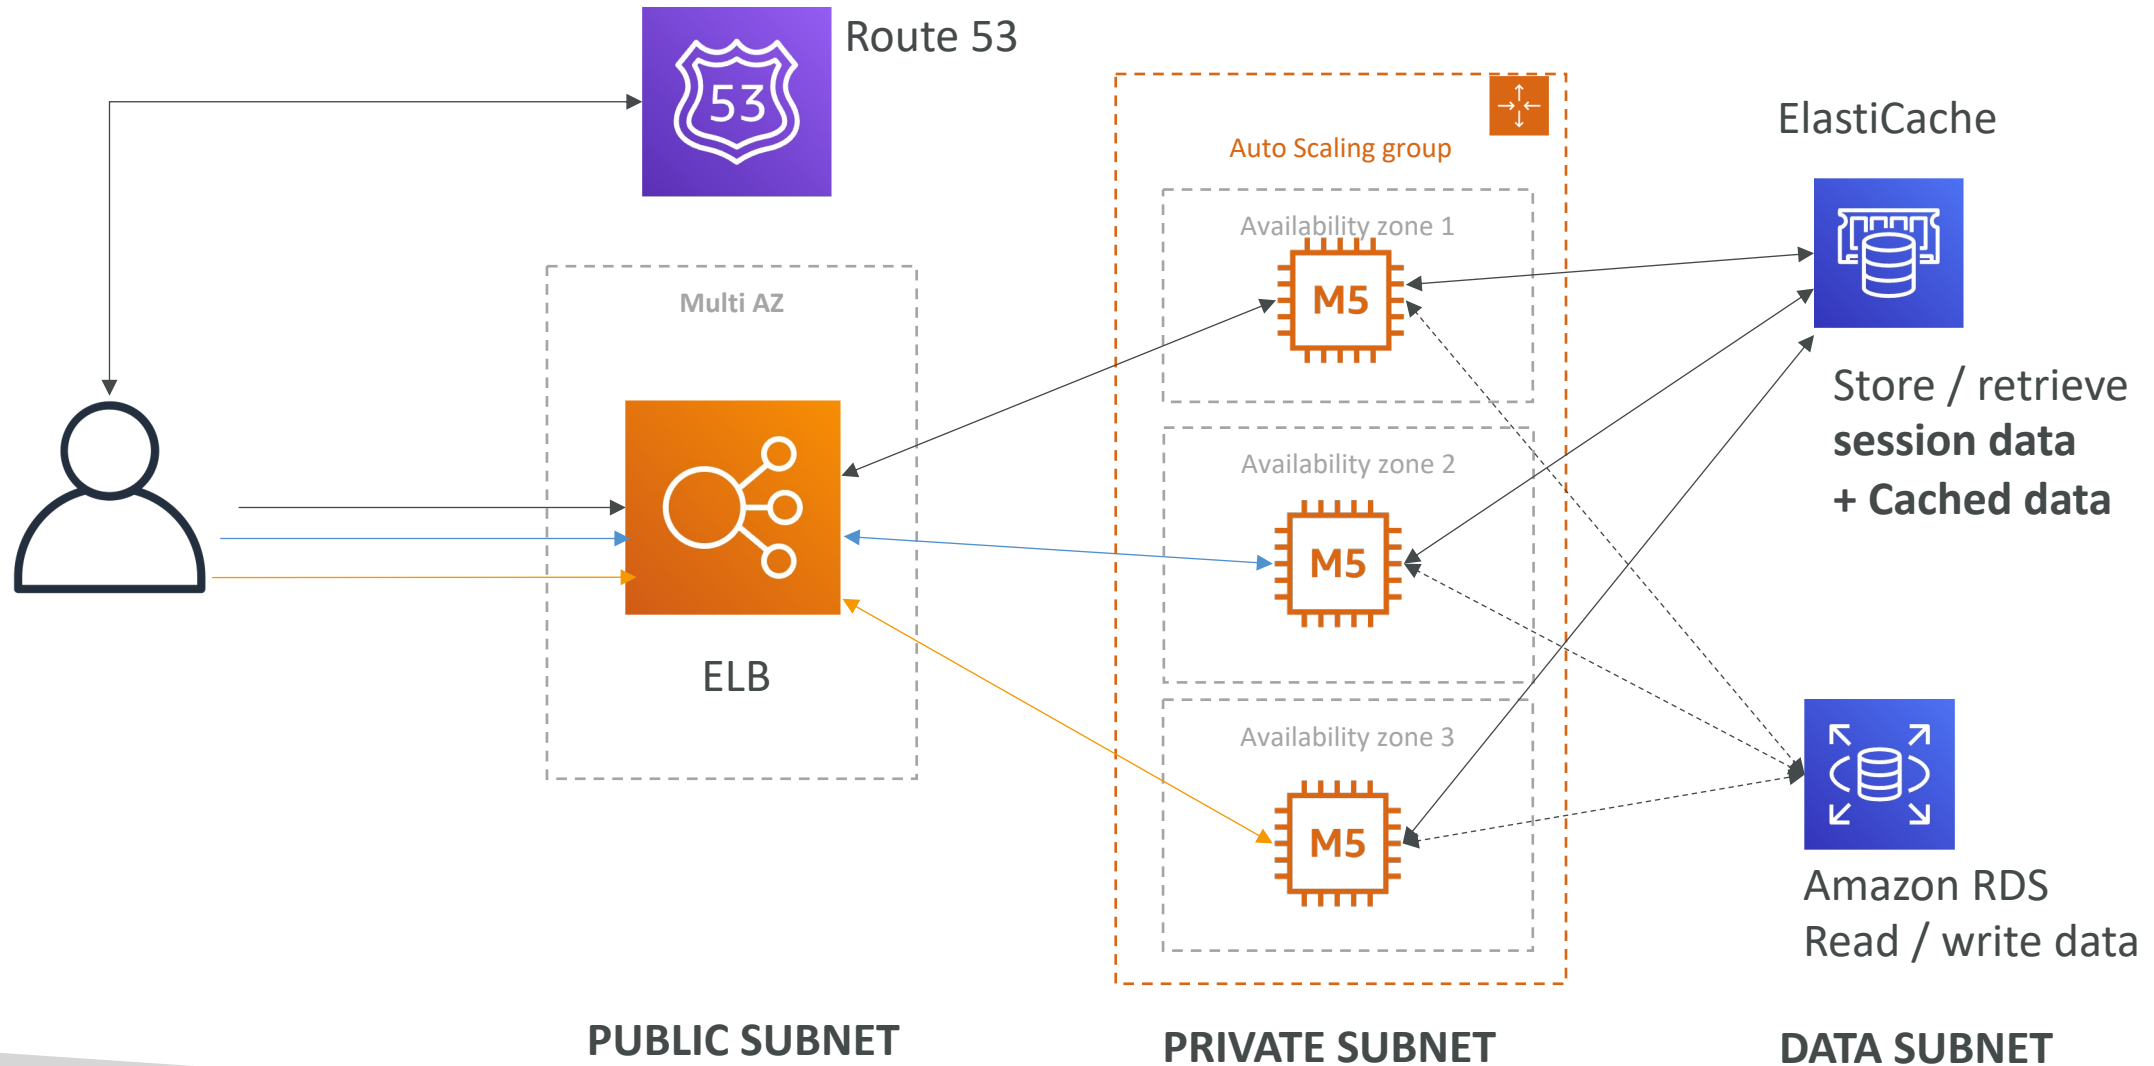 Route 53
53
Auto Scaling group
ElastiCache
Availability zone 1
M5
Multi AZ
Store / retrieve
session data
+ Cached data
Availability zone 2
M5
ELB
Availability zone 3
M5
Amazon RDS
Read / write data
PUBLIC SUBNET
PRIVATE SUBNET
DATA SUBNET